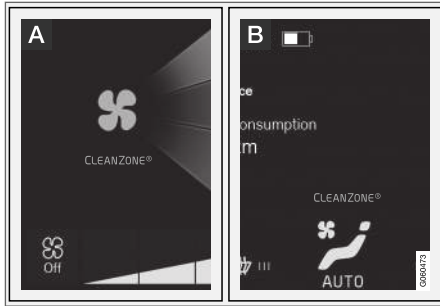 A
CLEANZONE®
Off
B
ce
onsumption
m
CLEANZONE®
AUTO
G060473